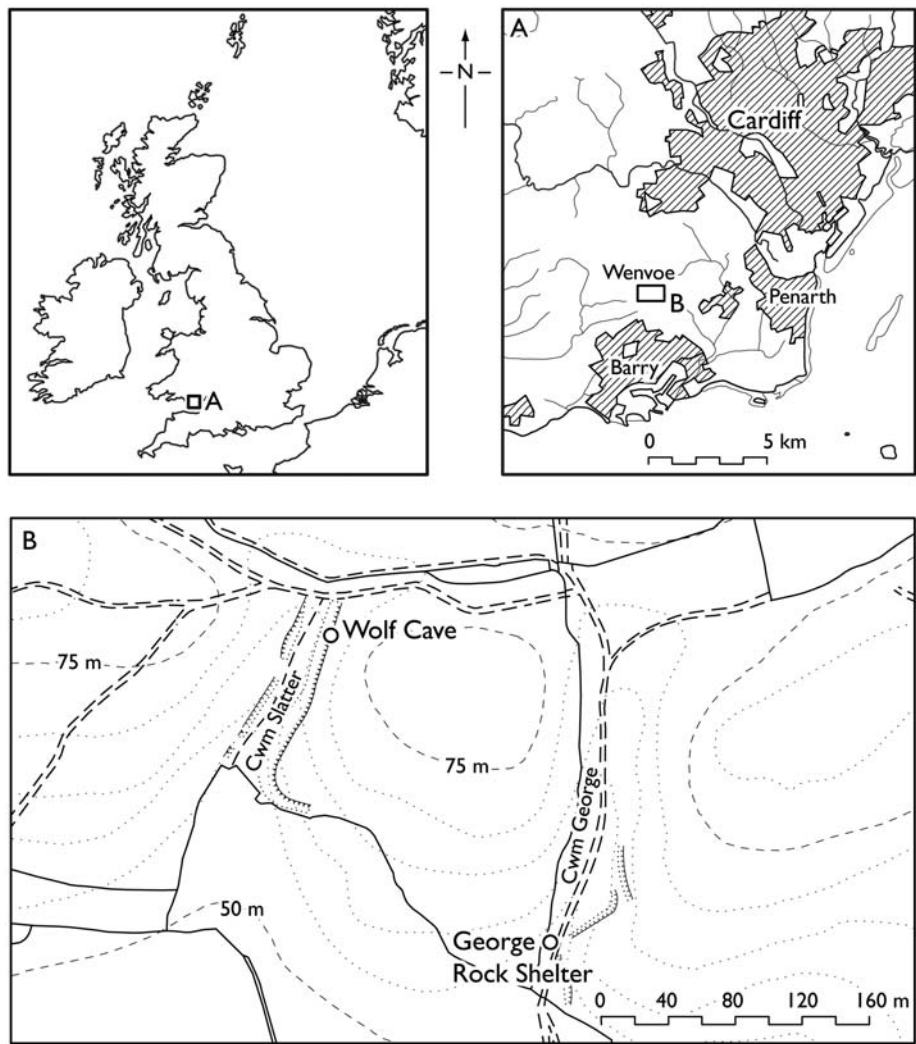 A
N
A
Cardiff
Wenvoe
B
Penarth
Barry
0 5 km
B
Wolf Cave
75 m
Cwm Slatter
75 m
Cwm George
50 m
George
Rock Shelter
0 40 80 120 160 m